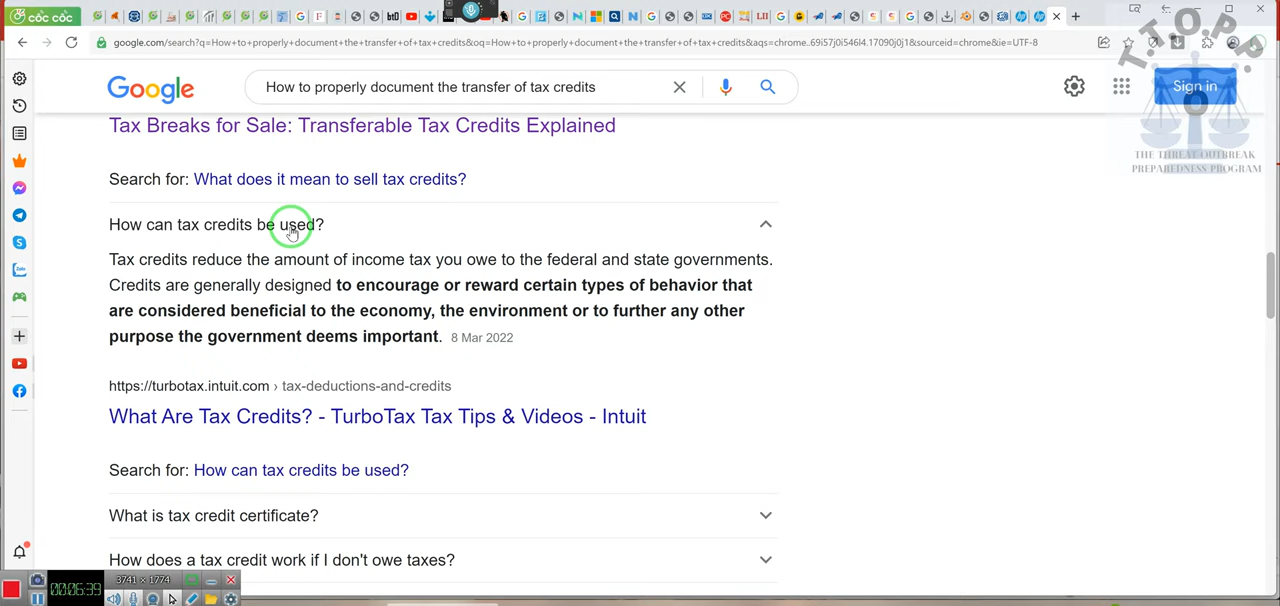 cốc cốc
google.com/search?q=How+to+properly+document+the+transfer+of+tax+credits&oq=How+to+properly+document+the+transfer+of+tax+credits&aqs=chrome..69i57j0i546l4.17090j0j1&sourceid=chrome&ie=UTF-8
Google
How to properly document the transfer of tax credits
Sign in
T.T.O.P.P.
THE THREAT OUTBREAK
PREPAREDNESS PROGRAM
Tax Breaks for Sale: Transferable Tax Credits Explained
Search for: What does it mean to sell tax credits?
How can tax credits be used?
Tax credits reduce the amount of income tax you owe to the federal and state governments.
Credits are generally designed to encourage or reward certain types of behavior that
are considered beneficial to the economy, the environment or to further any other
purpose the government deems important. 8 Mar 2022
https://turbotax.intuit.com › tax-deductions-and-credits
What Are Tax Credits? - TurboTax Tax Tips & Videos - Intuit
Search for: How can tax credits be used?
What is tax credit certificate?
How does a tax credit work if I don't owe taxes?
3741 × 1774
00:06:39